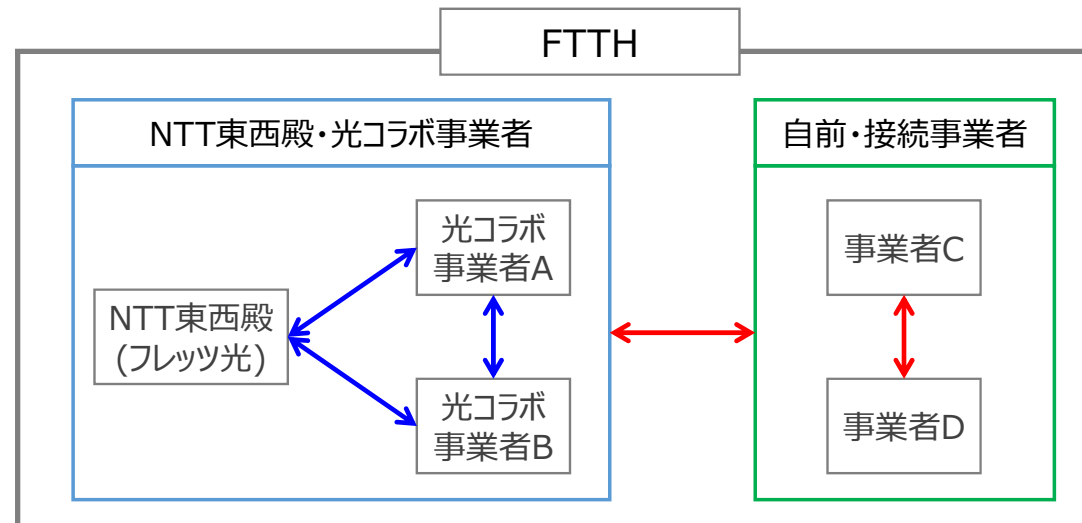 FTTH
NTT東西殿・光コラボ事業者
自前・接続事業者
光コラボ
事業者A
NTT東西殿
(フレッツ光)
光コラボ
事業者B
事業者C
事業者D